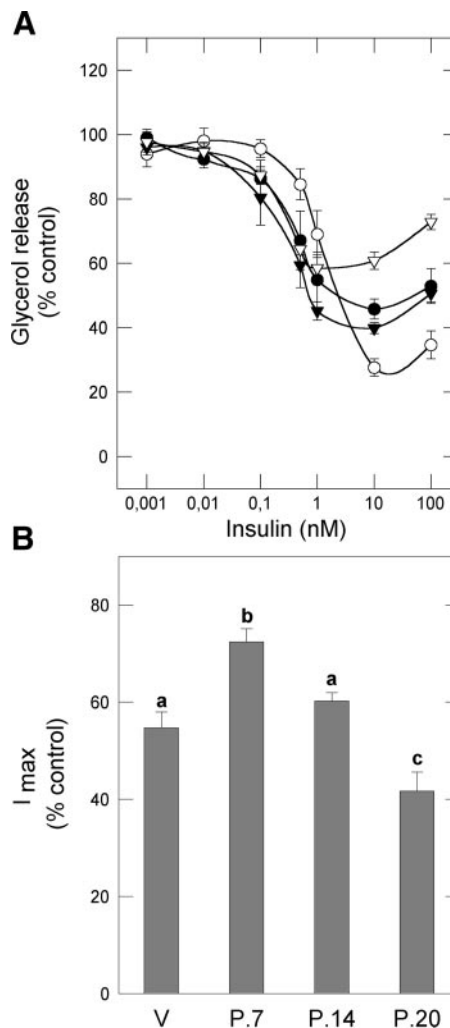 A
Glycerol release
(% control)
120
100
80
60
40
20
0
0,001 0,01 0,1 1 10 100
Insulin (nM)
B
I max
(% control)
80
60
40
20
0
a
b
a
c
V P.7 P.14 P.20